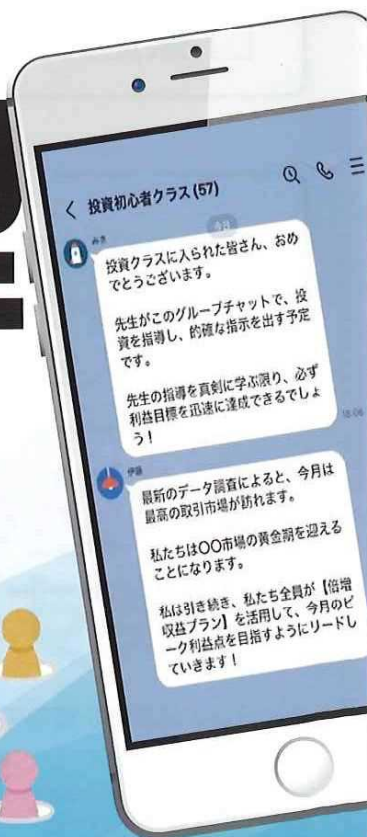 投資初心者クラス(57)
今日
みき
投資クラスに入られた皆さん、おめ
でとうございます。
先生がこのグループチャットで、投
資を指導し、的確な指示を出す予定
です。
先生の指導を真剣に学ぶ限り、必ず
利益目標を迅速に達成できるでしょ
う!
18:06
伊藤
最新のデータ調査によると、今月は
最高の取引市場が訪れます。
私たちは〇〇市場の黄金期を迎える
ことになります。
私は引き続き、私たち全員が【倍増
収益プラン】を活用して、今月のピ
ーク利益点を目指すようにリードし
ていきます!